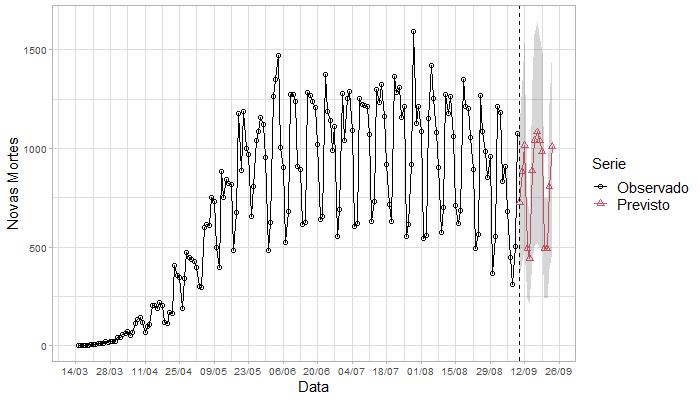 Novas Mortes
1500
1000
500
0
14/03 28/03 11/04 25/04 09/05 23/05 06/06 20/06 04/07 18/07 01/08 15/08 29/08 12/09 26/09
Data
Serie
Observado
Previsto